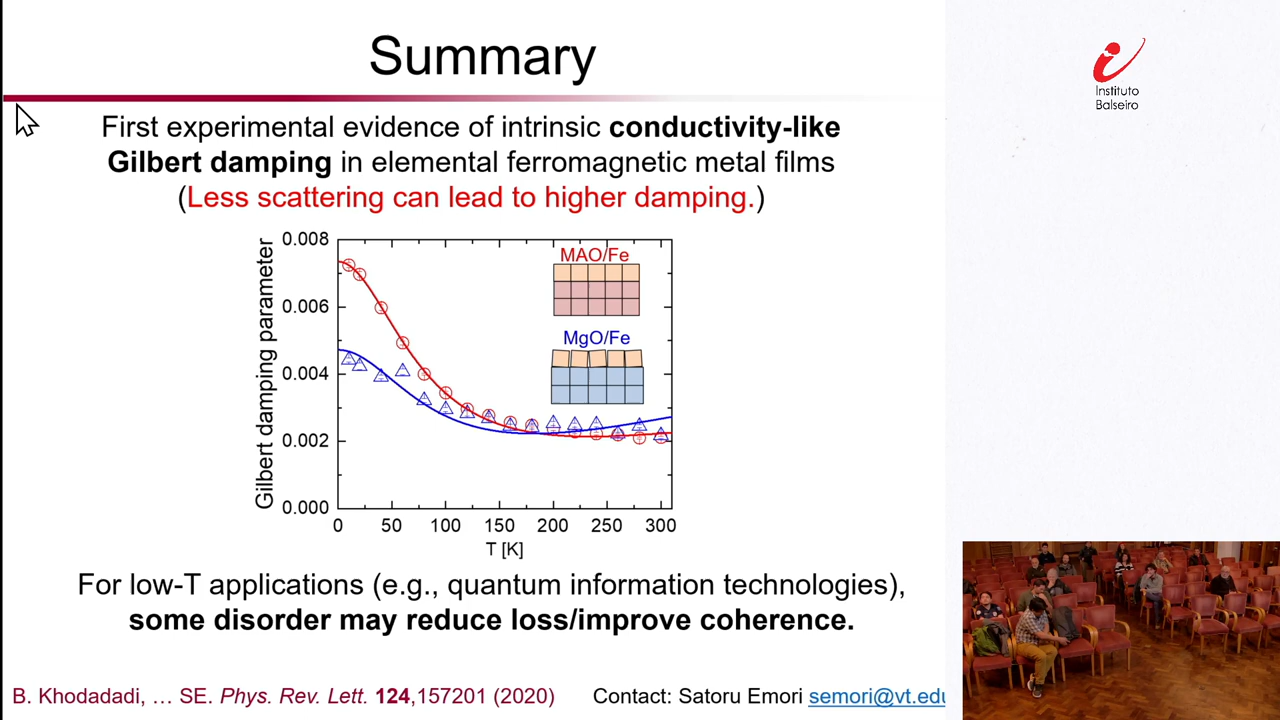 Summary
First experimental evidence of intrinsic conductivity-like
Gilbert damping in elemental ferromagnetic metal films
(Less scattering can lead to higher damping.)
Gilbert damping parameter
0.008
0.006
0.004
0.002
0.000
0 50 100 150 200 250 300
T [K]
MAO/Fe
MgO/Fe
For low-T applications (e.g., quantum information technologies),
some disorder may reduce loss/improve coherence.
B. Khodadadi, … SE. Phys. Rev. Lett. 124,157201 (2020)
Contact: Satoru Emori semori@vt.edu
Instituto
Balseiro